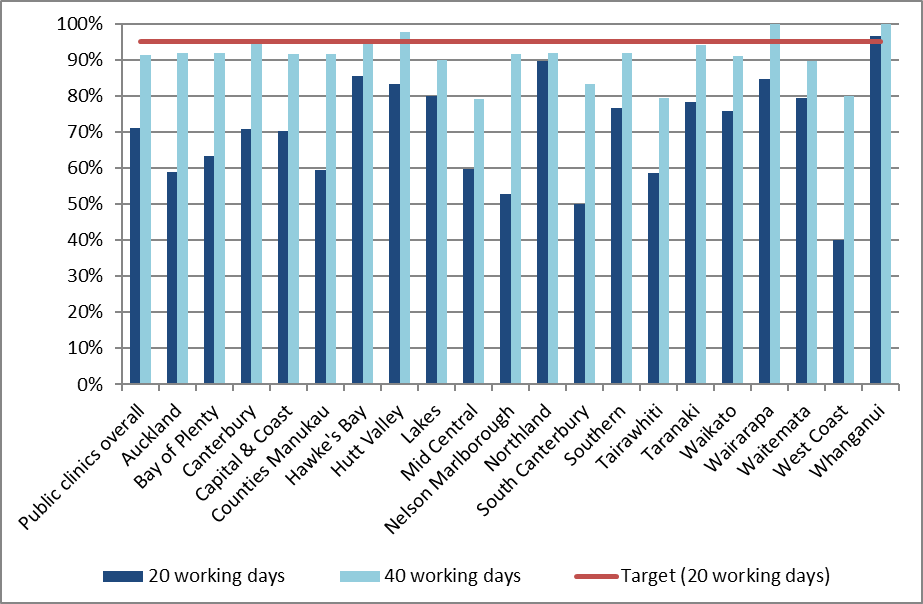 100%
90%
80%
70%
60%
50%
40%
30%
20%
10%
0%
Public clinics overall
Auckland
Bay of Plenty
Canterbury
Capital & Coast
Counties Manukau
Hawke's Bay
Hutt Valley
Lakes
Mid Central
Nelson Marlborough
Northland
South Canterbury
Southern
Tairawhiti
Taranaki
Waikato
Wairarapa
Waitemata
West Coast
Whanganui
20 working days
40 working days
Target (20 working days)